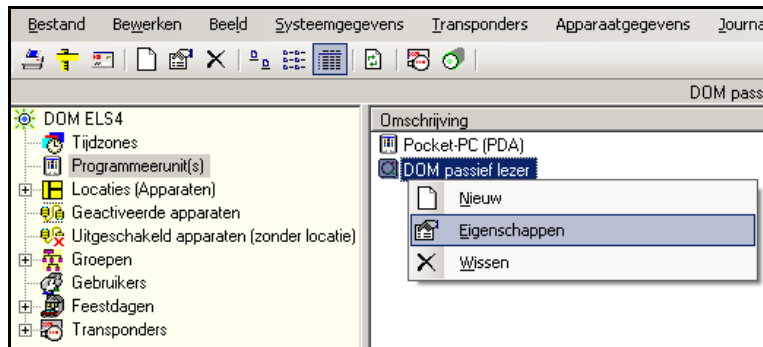 Bestand Bewerken Beeld Systeemgegevens Transponders Apparaatgegevens Journa
DOM pass
DOM ELS4
Tijdzones
Programmeerunit(s)
Locaties (Apparaten)
Geactiveerde apparaten
Uitgeschakeld apparaten (zonder locatie)
Groepen
Gebruikers
Feestdagen
Transponders
Omschrijving
Pocket-PC (PDA)
DOM passief lezer
Nieuw
Eigenschappen
Wissen